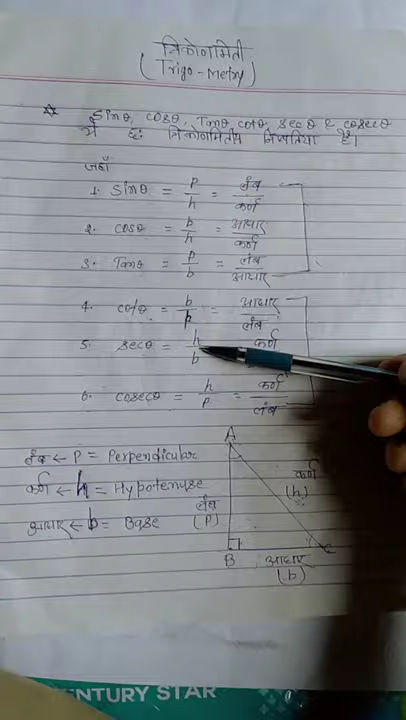 त्रिकोणमिती
(Trigo-Metry)
☆ Sinθ, cosθ, Tanθ, cotθ, secθ & cosecθ
ये छः त्रिकोणमितीय निष्पतियां है।
जहाँ
1. Sinθ = p/h = लंब/कर्ण
2. cosθ = b/h = आधार/कर्ण
3. Tanθ = p/b = लंब/आधार
4. cotθ = b/p = आधार/लंब
5. secθ = h/b कर्ण
6. cosecθ = h/p = कर्ण/लंब
लंब ← P = Perpendicular
कर्ण ← h = Hypotenuse
आधार ← b = Base
A
कर्ण
(h)
लंब
(P)
B
C
आधार
(b)
CENTURY STAR